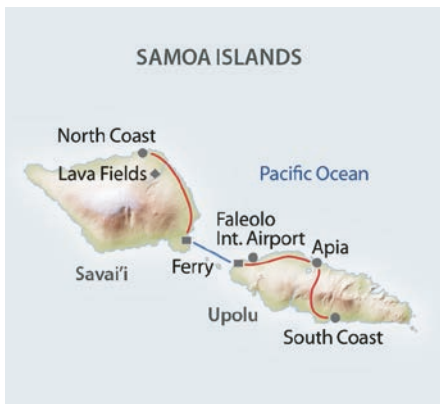 SAMOA ISLANDS
North Coast
Lava Fields
Pacific Ocean
Faleolo
Int. Airport
Apia
Ferry
Savai'i
Upolu
South Coast